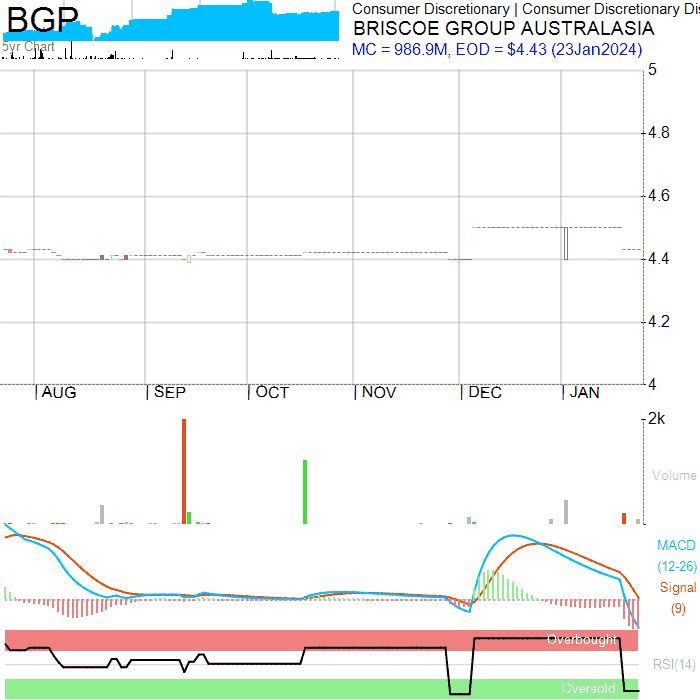 BGP
Consumer Discretionary | Consumer Discretionary Dis
BRISCOE GROUP AUSTRALASIA
5yr Chart
MC = 986.9M, EOD = $4.43 (23Jan2024)
5
4.8
4.6
4.4
4.2
4
AUG SEP OCT NOV DEC JAN
2k
Volume
MACD
(12-26)
Signal
(9)
Overbought
RSI(14)
Oversold